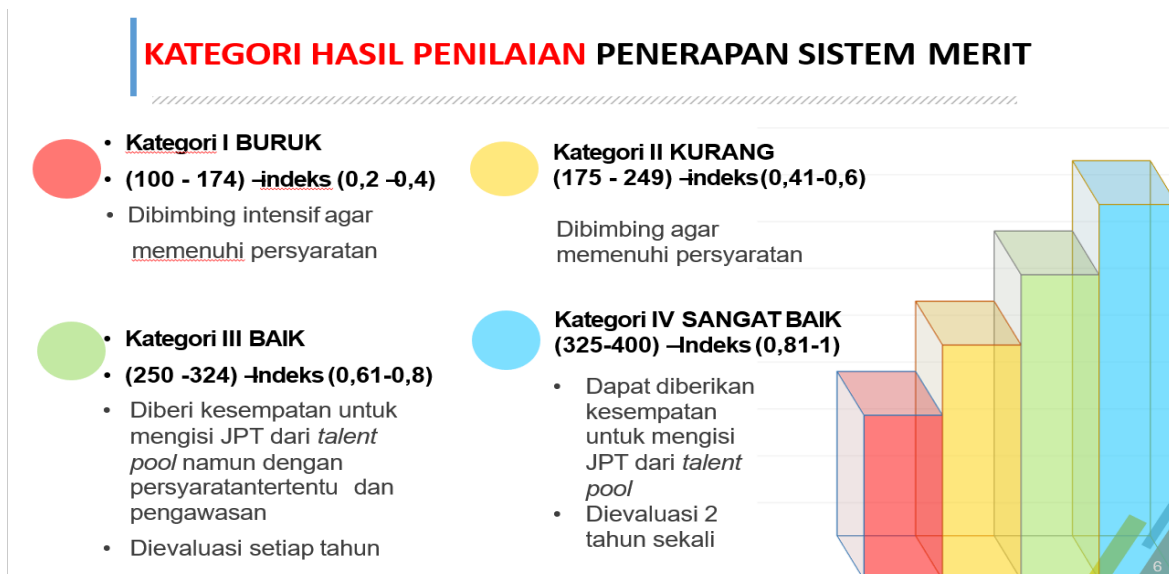 KATEGORI HASIL PENILAIAN PENERAPAN SISTEM MERIT
• Kategori I BURUK
• (100 - 174) –indeks (0,2 –0,4)
• Dibimbing intensif agar
memenuhi persyaratan
Kategori II KURANG
(175 - 249) –indeks (0,41-0,6)
Dibimbing agar
memenuhi persyaratan
• Kategori III BAIK
• (250 -324) –Indeks (0,61-0,8)
• Diberi kesempatan untuk
mengisi JPT dari talent
pool namun dengan
persyaratantertentu dan
pengawasan
• Dievaluasi setiap tahun
Kategori IV SANGAT BAIK
(325-400) –Indeks (0,81-1)
• Dapat diberikan
kesempatan
untuk mengisi
JPT dari talent
pool
• Dievaluasi 2
tahun sekali
6